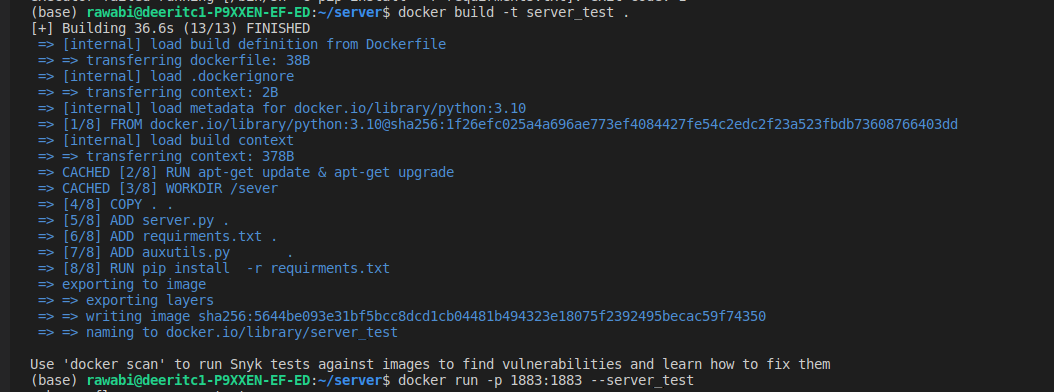 (base) rawabi@deeritc1-P9XXEN-EF-ED:~/server$ docker build -t server_test .
[+] Building 36.6s (13/13) FINISHED
=> [internal] load build definition from Dockerfile
=> => transferring dockerfile: 38B
=> [internal] load .dockerignore
=> => transferring context: 2B
=> [internal] load metadata for docker.io/library/python:3.10
=> [1/8] FROM docker.io/library/python:3.10@sha256:1f26efc025a4a696ae773ef4084427fe54c2edc2f23a523fbdb73608766403dd
=> [internal] load build context
=> => transferring context: 378B
=> CACHED [2/8] RUN apt-get update & apt-get upgrade
=> CACHED [3/8] WORKDIR /sever
=> [4/8] COPY . .
=> [5/8] ADD server.py .
=> [6/8] ADD requirments.txt .
=> [7/8] ADD auxutils.py       .
=> [8/8] RUN pip install  -r requirments.txt
=> exporting to image
=> => exporting layers
=> => writing image sha256:5644be093e31bf5bcc8dcd1cb04481b494323e18075f2392495becac59f74350
=> => naming to docker.io/library/server_test
Use 'docker scan' to run Snyk tests against images to find vulnerabilities and learn how to fix them
(base) rawabi@deeritc1-P9XXEN-EF-ED:~/server$ docker run -p 1883:1883 --server_test